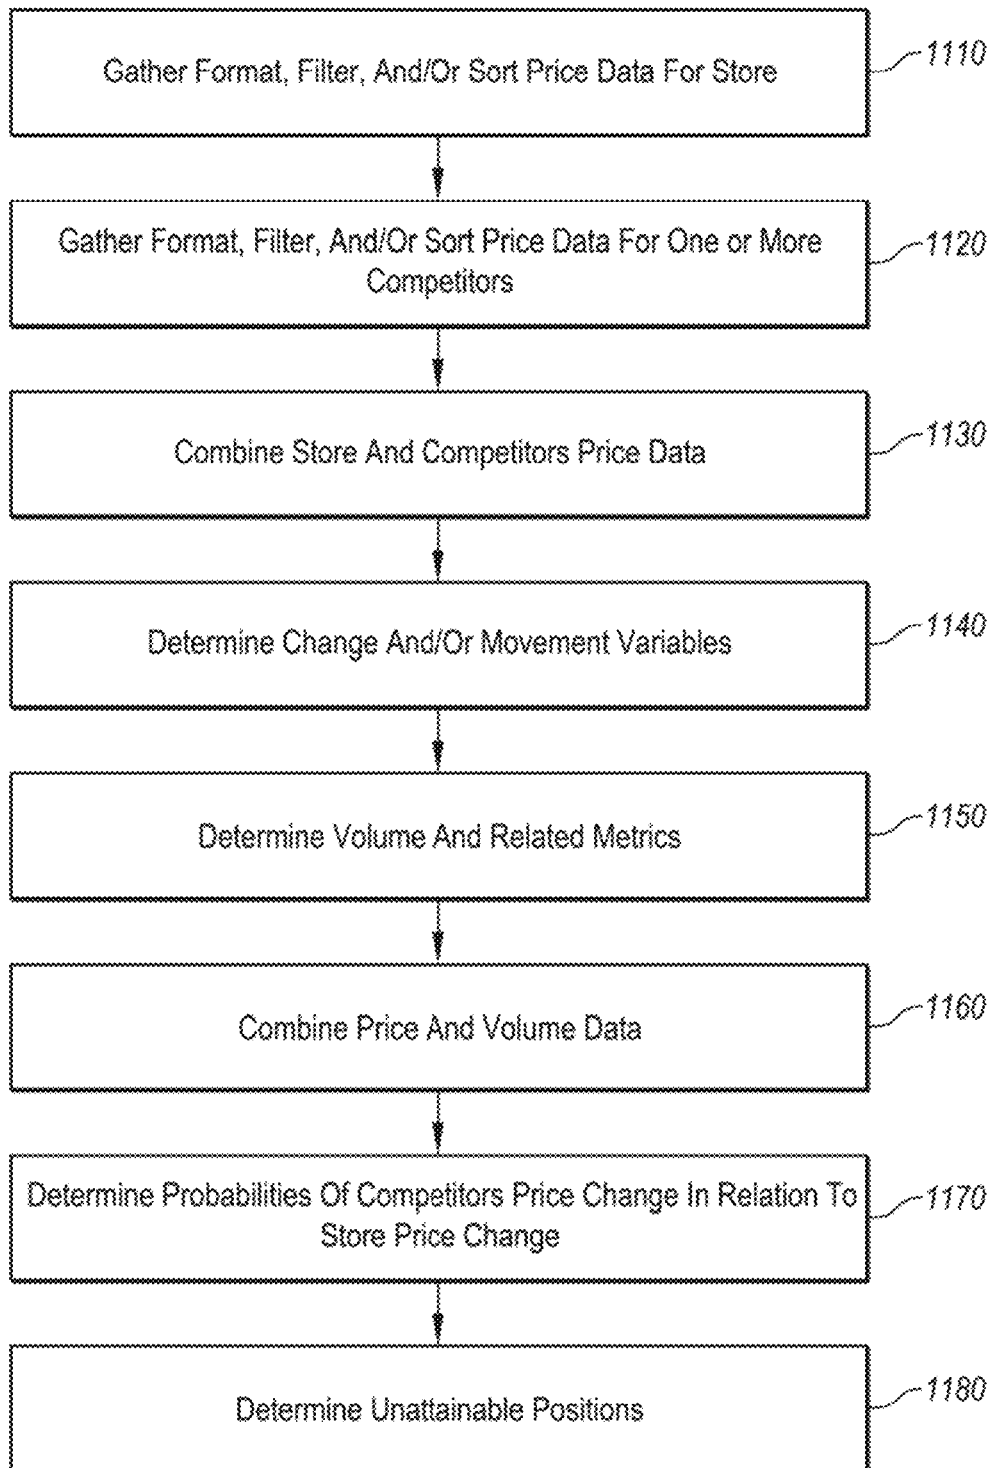 Gather Format, Filter, And/Or Sort Price Data For Store
1110
Gather Format, Filter, And/Or Sort Price Data For One or More
Competitors
1120
Combine Store And Competitors Price Data
1130
Determine Change And/Or Movement Variables
1140
Determine Volume And Related Metrics
1150
Combine Price And Volume Data
1160
Determine Probabilities Of Competitors Price Change In Relation To
Store Price Change
1170
Determine Unattainable Positions
1180